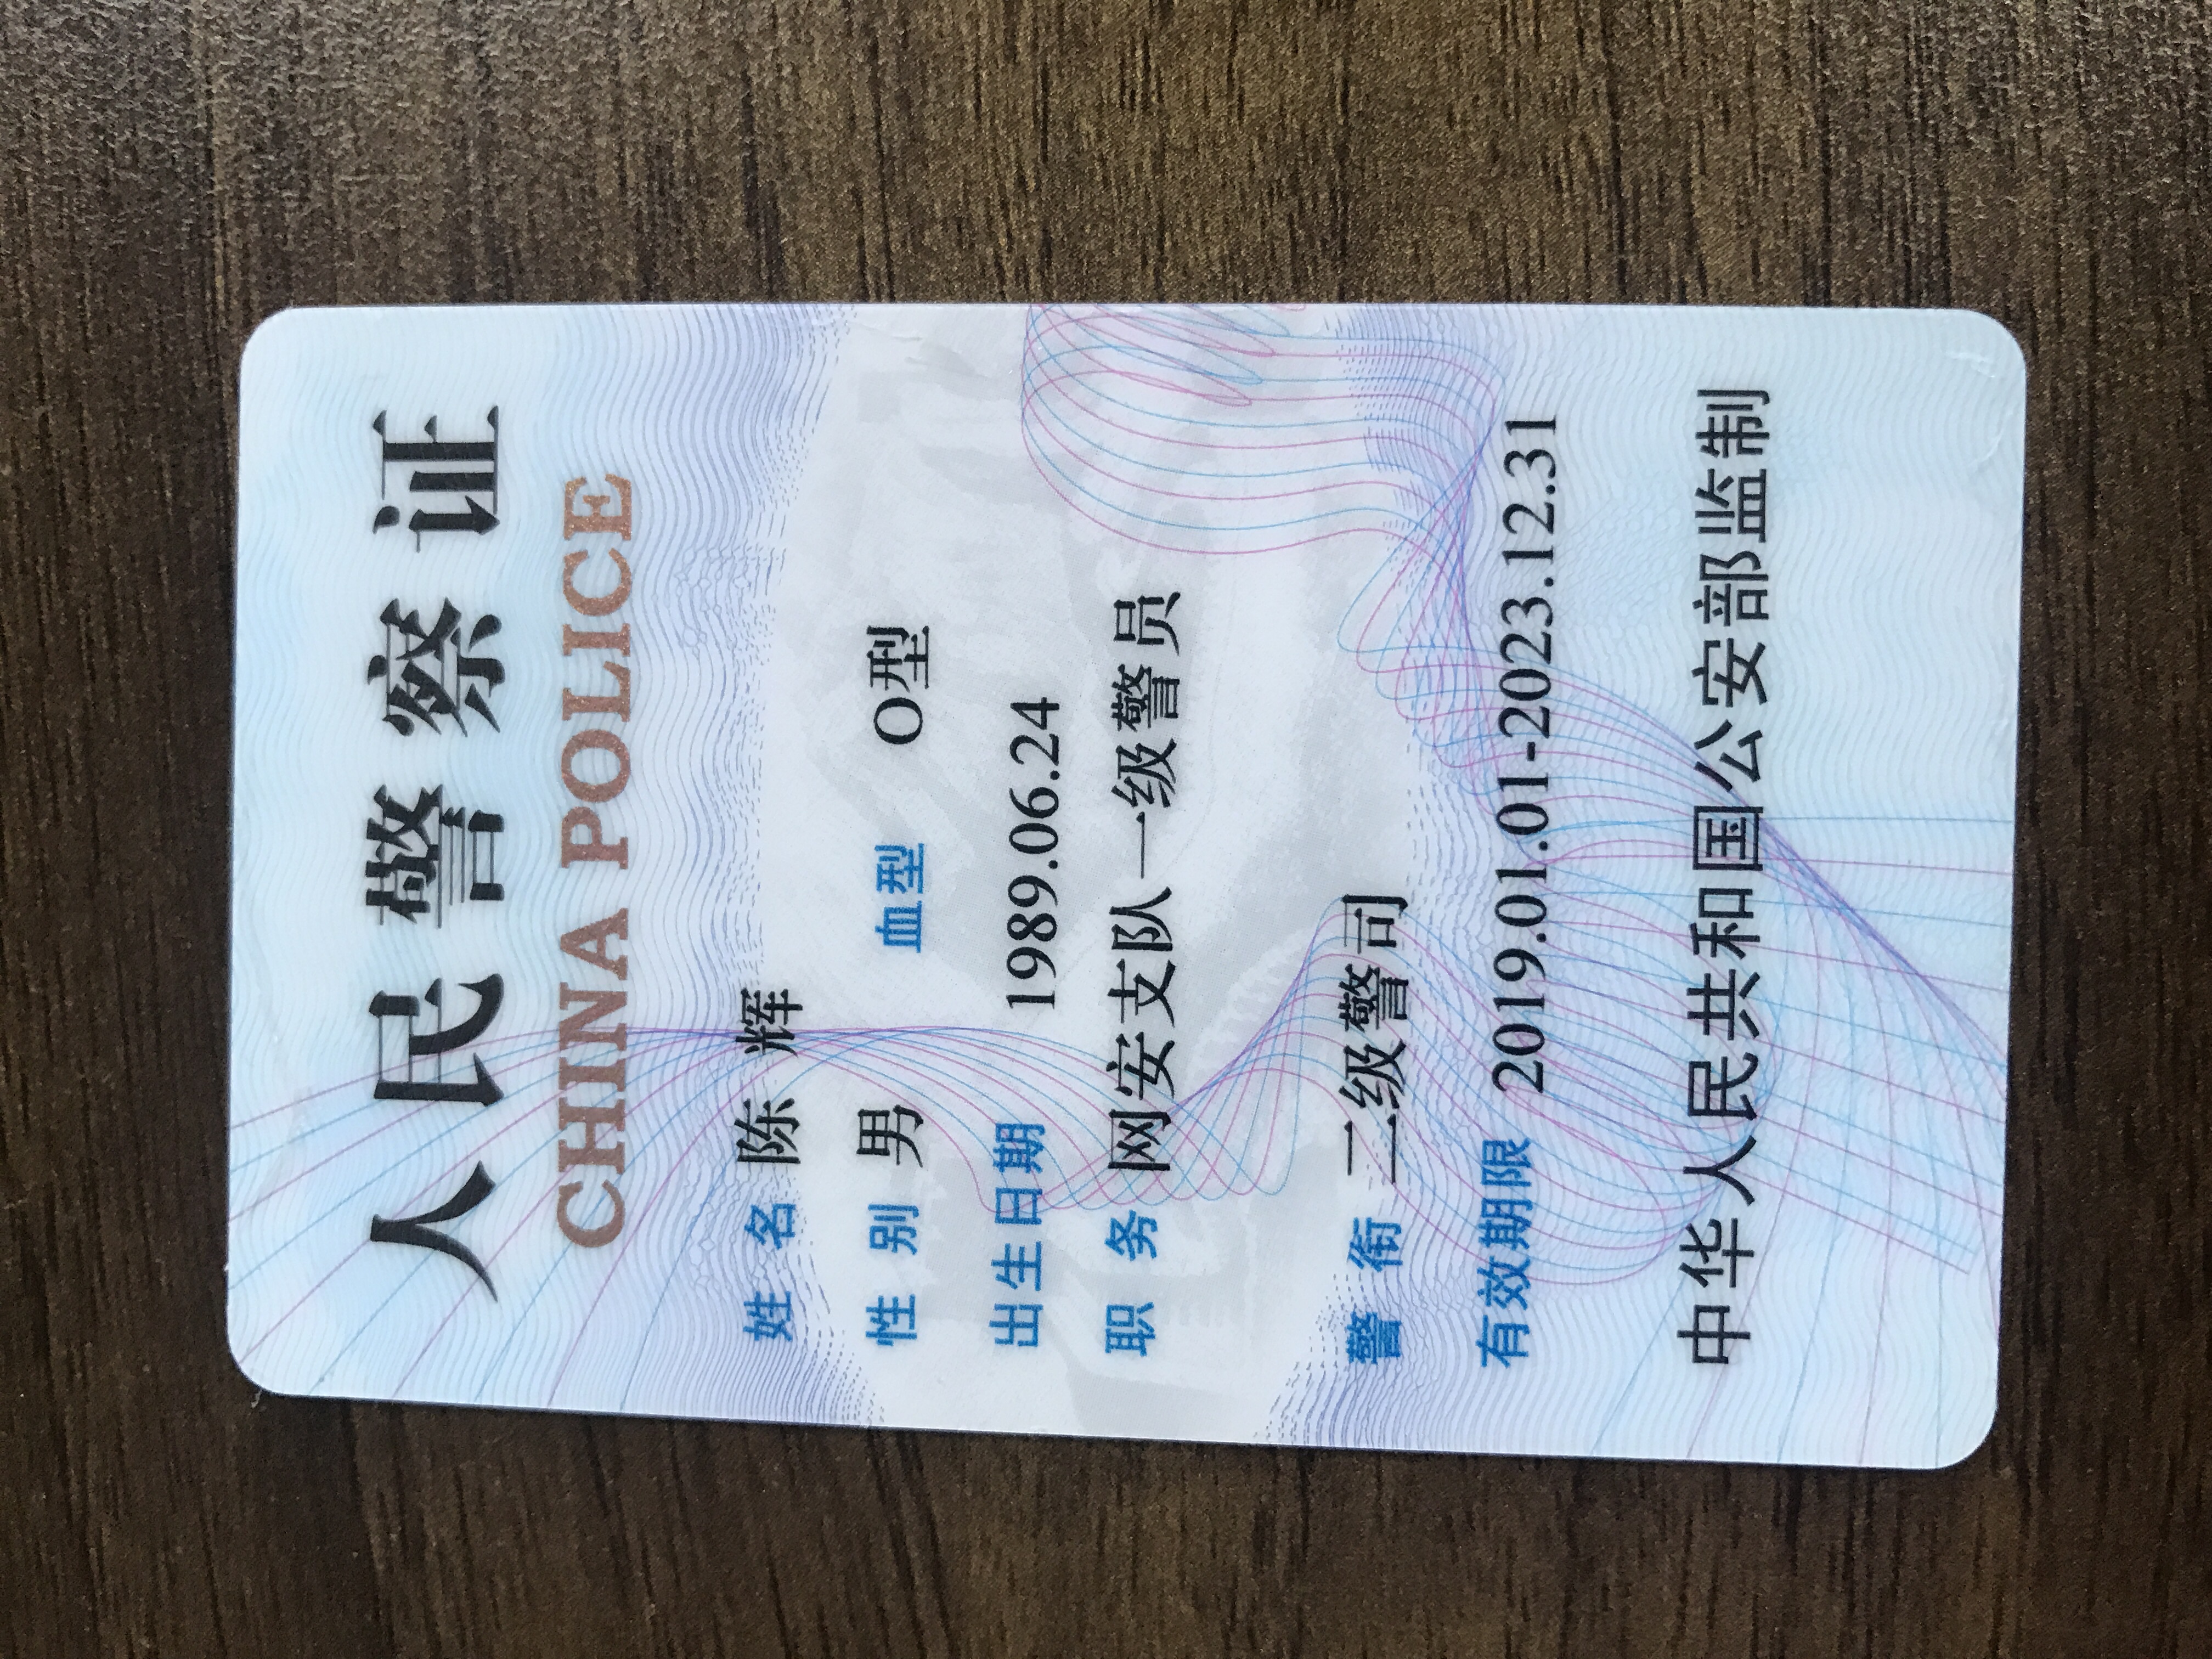 人民警察证
CHINA POLICE
姓名 陈辉
性别 男 血型 O型
出生日期 1989.06.24
职务 网安支队一级警员
警衔 二级警司
有效期限 2019.01.01-2023.12.31
中华人民共和国公安部监制